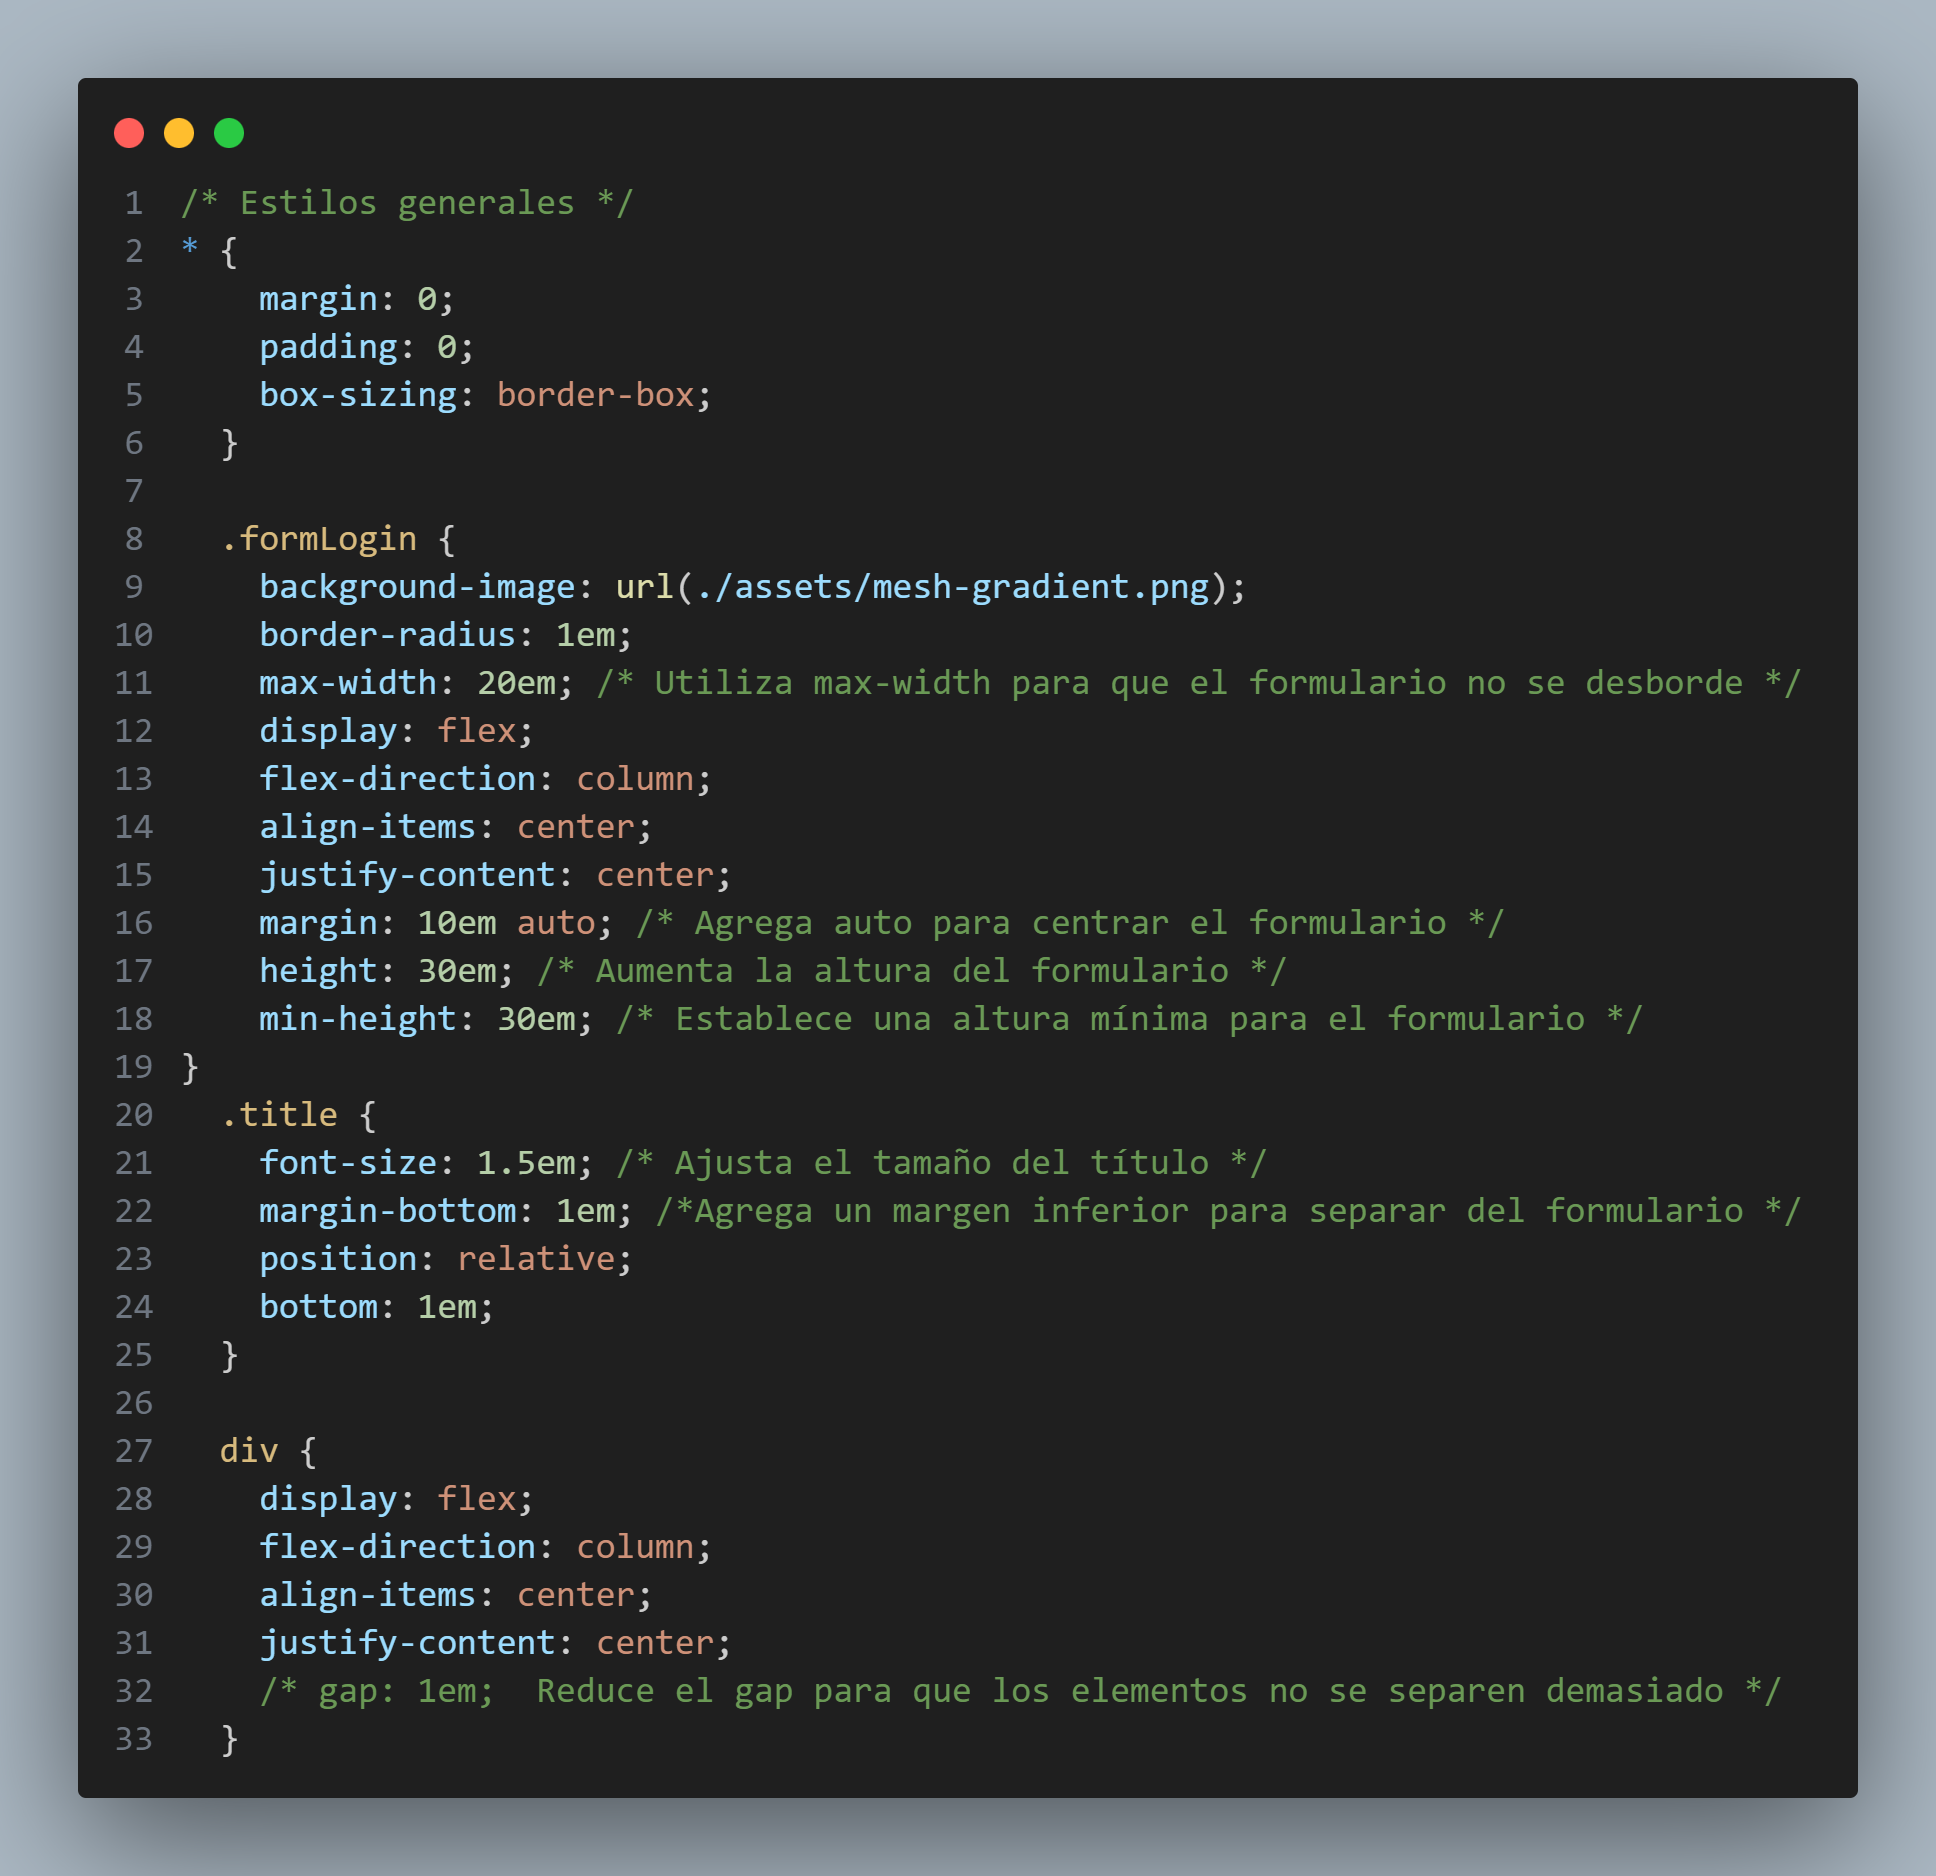 1 /* Estilos generales */
2 * {
3     margin: 0;
4     padding: 0;
5     box-sizing: border-box;
6   }
7
8   .formLogin {
9     background-image: url(./assets/mesh-gradient.png);
10     border-radius: 1em;
11     max-width: 20em; /* Utiliza max-width para que el formulario no se desborde */
12     display: flex;
13     flex-direction: column;
14     align-items: center;
15     justify-content: center;
16     margin: 10em auto; /* Agrega auto para centrar el formulario */
17     height: 30em; /* Aumenta la altura del formulario */
18     min-height: 30em; /* Establece una altura mínima para el formulario */
19 }
20   .title {
21     font-size: 1.5em; /* Ajusta el tamaño del título */
22     margin-bottom: 1em; /*Agrega un margen inferior para separar del formulario */
23     position: relative;
24     bottom: 1em;
25   }
26
27   div {
28     display: flex;
29     flex-direction: column;
30     align-items: center;
31     justify-content: center;
32     /* gap: 1em;  Reduce el gap para que los elementos no se separen demasiado */
33   }